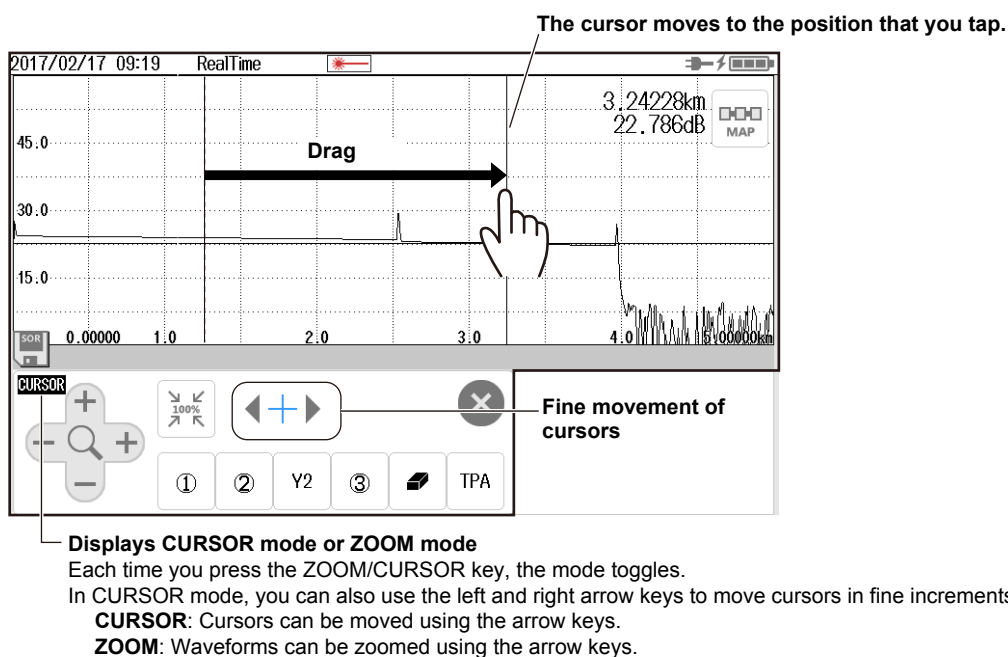 The cursor moves to the position that you tap.
2017/02/17 09:19 RealTime
3.24228km
22.786dB
MAP
45.0
Drag
30.0
15.0
SOR
0.00000 1.0 2.0 3.0 4.0 5.00000km
CURSOR
100%
Fine movement of
cursors
① ② Y2 ③ TPA
Displays CURSOR mode or ZOOM mode
Each time you press the ZOOM/CURSOR key, the mode toggles.
In CURSOR mode, you can also use the left and right arrow keys to move cursors in fine increments
CURSOR: Cursors can be moved using the arrow keys.
ZOOM: Waveforms can be zoomed using the arrow keys.